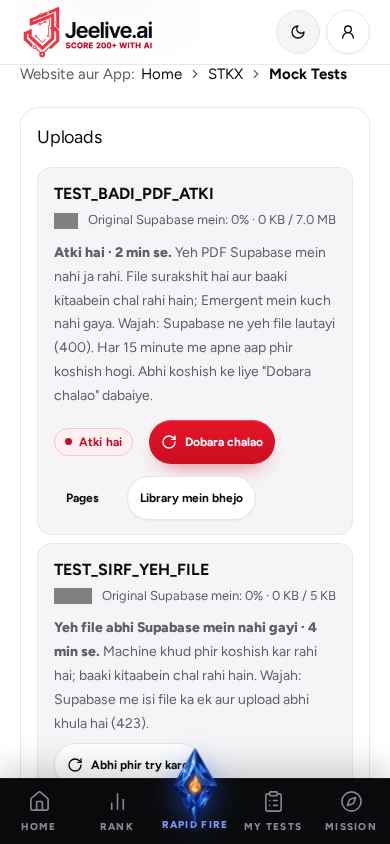 Jeelive.ai
SCORE 200+ WITH AI
Website aur App: Home > STKX > Mock Tests
Uploads
TEST_BADI_PDF_ATKI
Original Supabase mein: 0% · 0 KB / 7.0 MB
Atki hai · 2 min se. Yeh PDF Supabase mein
nahi ja rahi. File surakshit hai aur baaki
kitaabein chal rahi hain; Emergent mein kuch
nahi gaya. Wajah: Supabase ne yeh file lautayi
(400). Har 15 minute me apne aap phir
koshish hogi. Abhi koshish ke liye "Dobara
chalao" dabaiye.
Atki hai
Dobara chalao
Pages
Library mein bhejo
TEST_SIRF_YEH_FILE
Original Supabase mein: 0% · 0 KB / 5 KB
Yeh file abhi Supabase mein nahi gayi · 4
min se. Machine khud phir koshish kar rahi
hai; baaki kitaabein chal rahi hain. Wajah:
Supabase me isi file ka ek aur upload abhi
khula hai (423).
Abhi phir try karo
HOME
RANK
RAPID FIRE
MY TESTS
MISSION